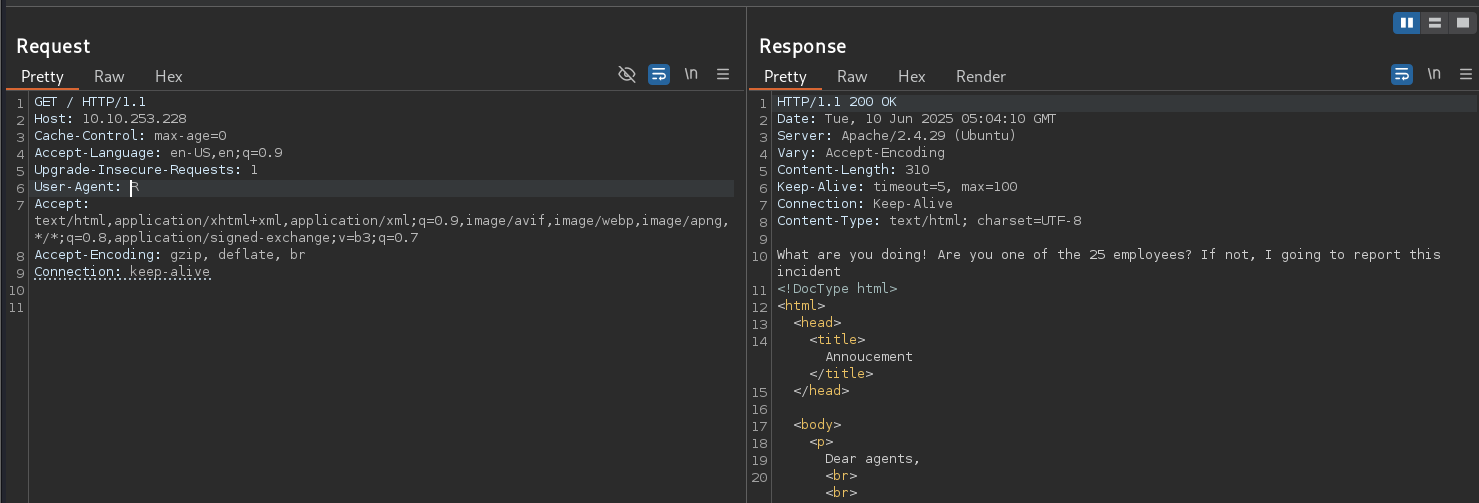 Request
Pretty Raw Hex \n
1 GET / HTTP/1.1
2 Host: 10.10.253.228
3 Cache-Control: max-age=0
4 Accept-Language: en-US,en;q=0.9
5 Upgrade-Insecure-Requests: 1
6 User-Agent: R
7 Accept:
text/html,application/xhtml+xml,application/xml;q=0.9,image/avif,image/webp,image/apng,
*/*;q=0.8,application/signed-exchange;v=b3;q=0.7
8 Accept-Encoding: gzip, deflate, br
9 Connection: keep-alive
10
11
Response
Pretty Raw Hex Render \n
1 HTTP/1.1 200 OK
2 Date: Tue, 10 Jun 2025 05:04:10 GMT
3 Server: Apache/2.4.29 (Ubuntu)
4 Vary: Accept-Encoding
5 Content-Length: 310
6 Keep-Alive: timeout=5, max=100
7 Connection: Keep-Alive
8 Content-Type: text/html; charset=UTF-8
9
10 What are you doing! Are you one of the 25 employees? If not, I going to report this
incident
11 <!DocType html>
12 <html>
13 <head>
14 <title>
Annoucement
</title>
15 </head>
16
17 <body>
18 <p>
19 Dear agents,
20 <br>
<br>